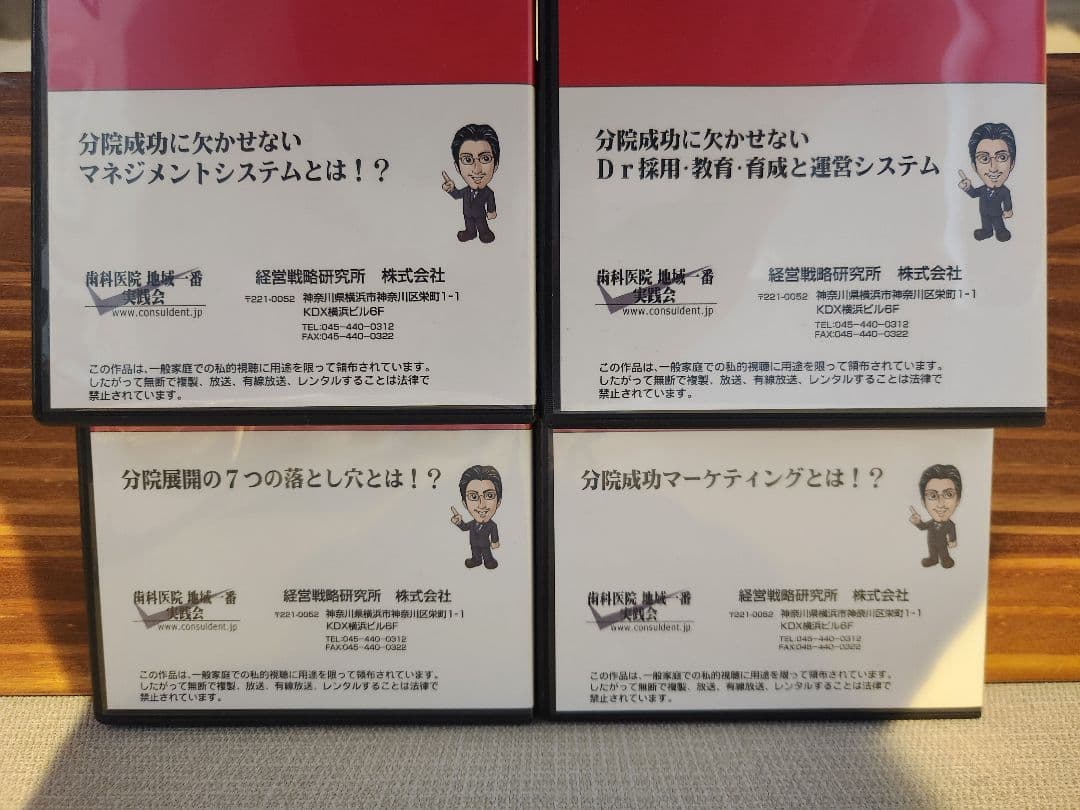 分院成功に欠かせない
マネジメントシステムとは！？
歯科医院 地域一番
実践会
www.consuldent.jp
経営戦略研究所 株式会社
〒221-0052 神奈川県横浜市神奈川区栄町1-1
KDX横浜ビル6F
TEL:045-440-0312
FAX:045-440-0322
この作品は、一般家庭での私的視聴に用途を限って領布されています。
したがって無断で複製、放送、有線放送、レンタルすることは法律で
禁止されています。
分院成功に欠かせない
Ｄｒ採用・教育・育成と運営システム
歯科医院 地域一番
実践会
www.consuldent.jp
経営戦略研究所 株式会社
〒221-0052 神奈川県横浜市神奈川区栄町1-1
KDX横浜ビル6F
TEL:045-440-0312
FAX:045-440-0322
この作品は、一般家庭での私的視聴に用途を限って領布されています。
したがって無断で複製、放送、有線放送、レンタルすることは法律で
禁止されています。
分院展開の７つの落とし穴とは！？
歯科医院 地域一番
実践会
www.consuldent.jp
経営戦略研究所 株式会社
〒221-0052 神奈川県横浜市神奈川区栄町1-1
KDX横浜ビル6F
TEL:045-440-0312
FAX:045-440-0322
この作品は、一般家庭での私的視聴に用途を限って領布されています。
したがって無断で複製、放送、有線放送、レンタルすることは法律で
禁止されています。
分院成功マーケティングとは！？
歯科医院 地域一番
実践会
www.consuldent.jp
経営戦略研究所 株式会社
〒221-0052 神奈川県横浜市神奈川区栄町1-1
KDX横浜ビル6F
TEL:045-440-0312
FAX:045-440-0322
この作品は、一般家庭での私的視聴に用途を限って領布されています。
したがって無断で複製、放送、有線放送、レンタルすることは法律で
禁止されています。